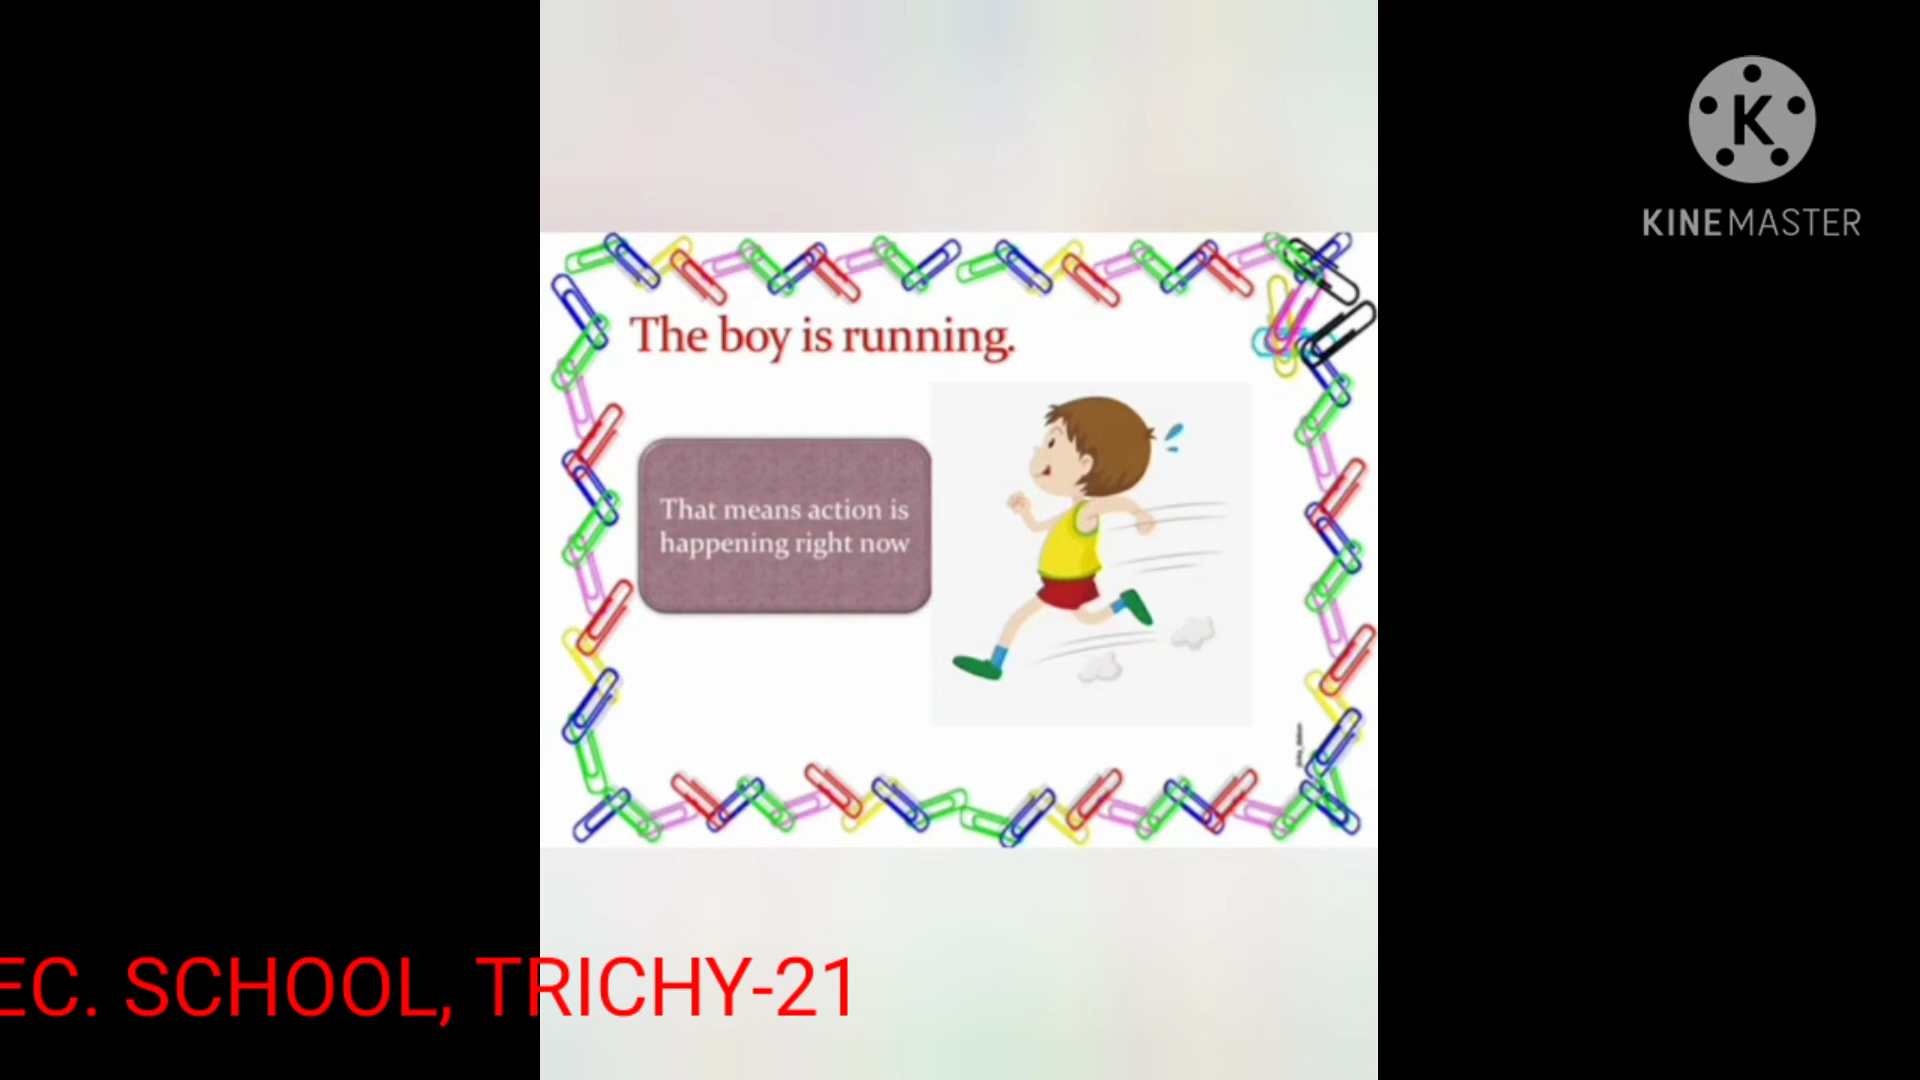 K
KINEMASTER
The boy is running.
That means action is
happening right now
EC. SCHOOL, TRICHY-21